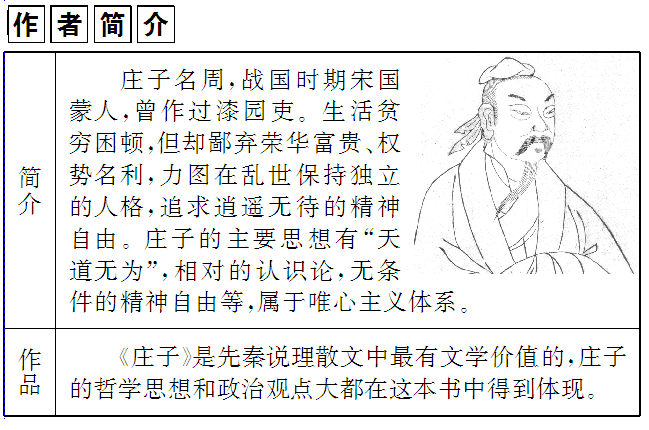 作者简介
简介
庄子名周，战国时期宋国
蒙人，曾作过漆园吏。生活贫
穷困顿，但却鄙弃荣华富贵、权
势名利，力图在乱世保持独立
的人格，追求逍遥无待的精神
自由。庄子的主要思想有“天
道无为”，相对的认识论，无条
件的精神自由等，属于唯心主义体系。
作品
《庄子》是先秦说理散文中最有文学价值的，庄子
的哲学思想和政治观点大都在这本书中得到体现。